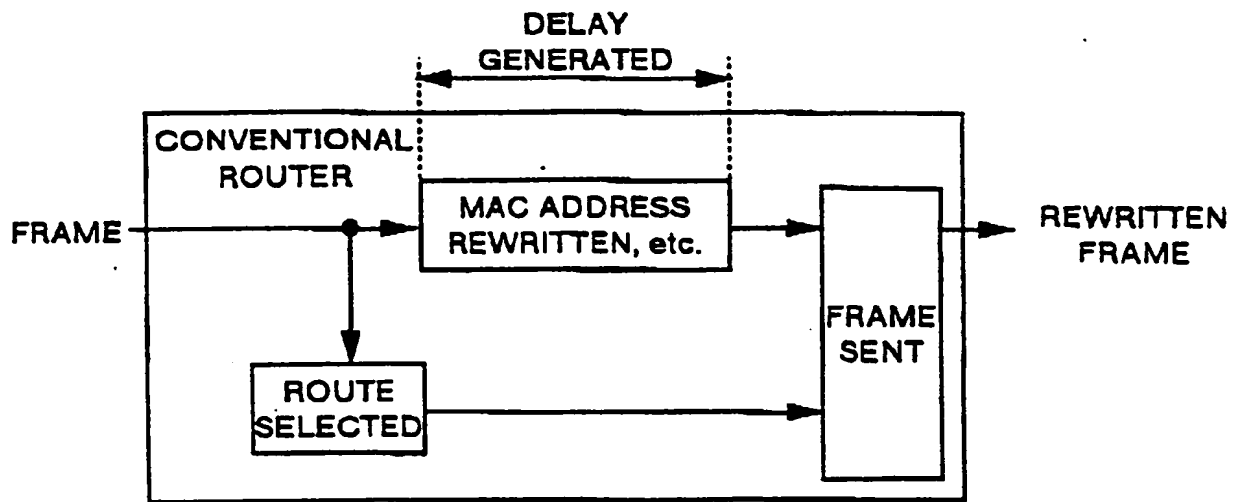 DELAY
GENERATED
CONVENTIONAL
ROUTER
FRAME
MAC ADDRESS
REWRITTEN, etc.
REWRITTEN
FRAME
FRAME
SENT
ROUTE
SELECTED